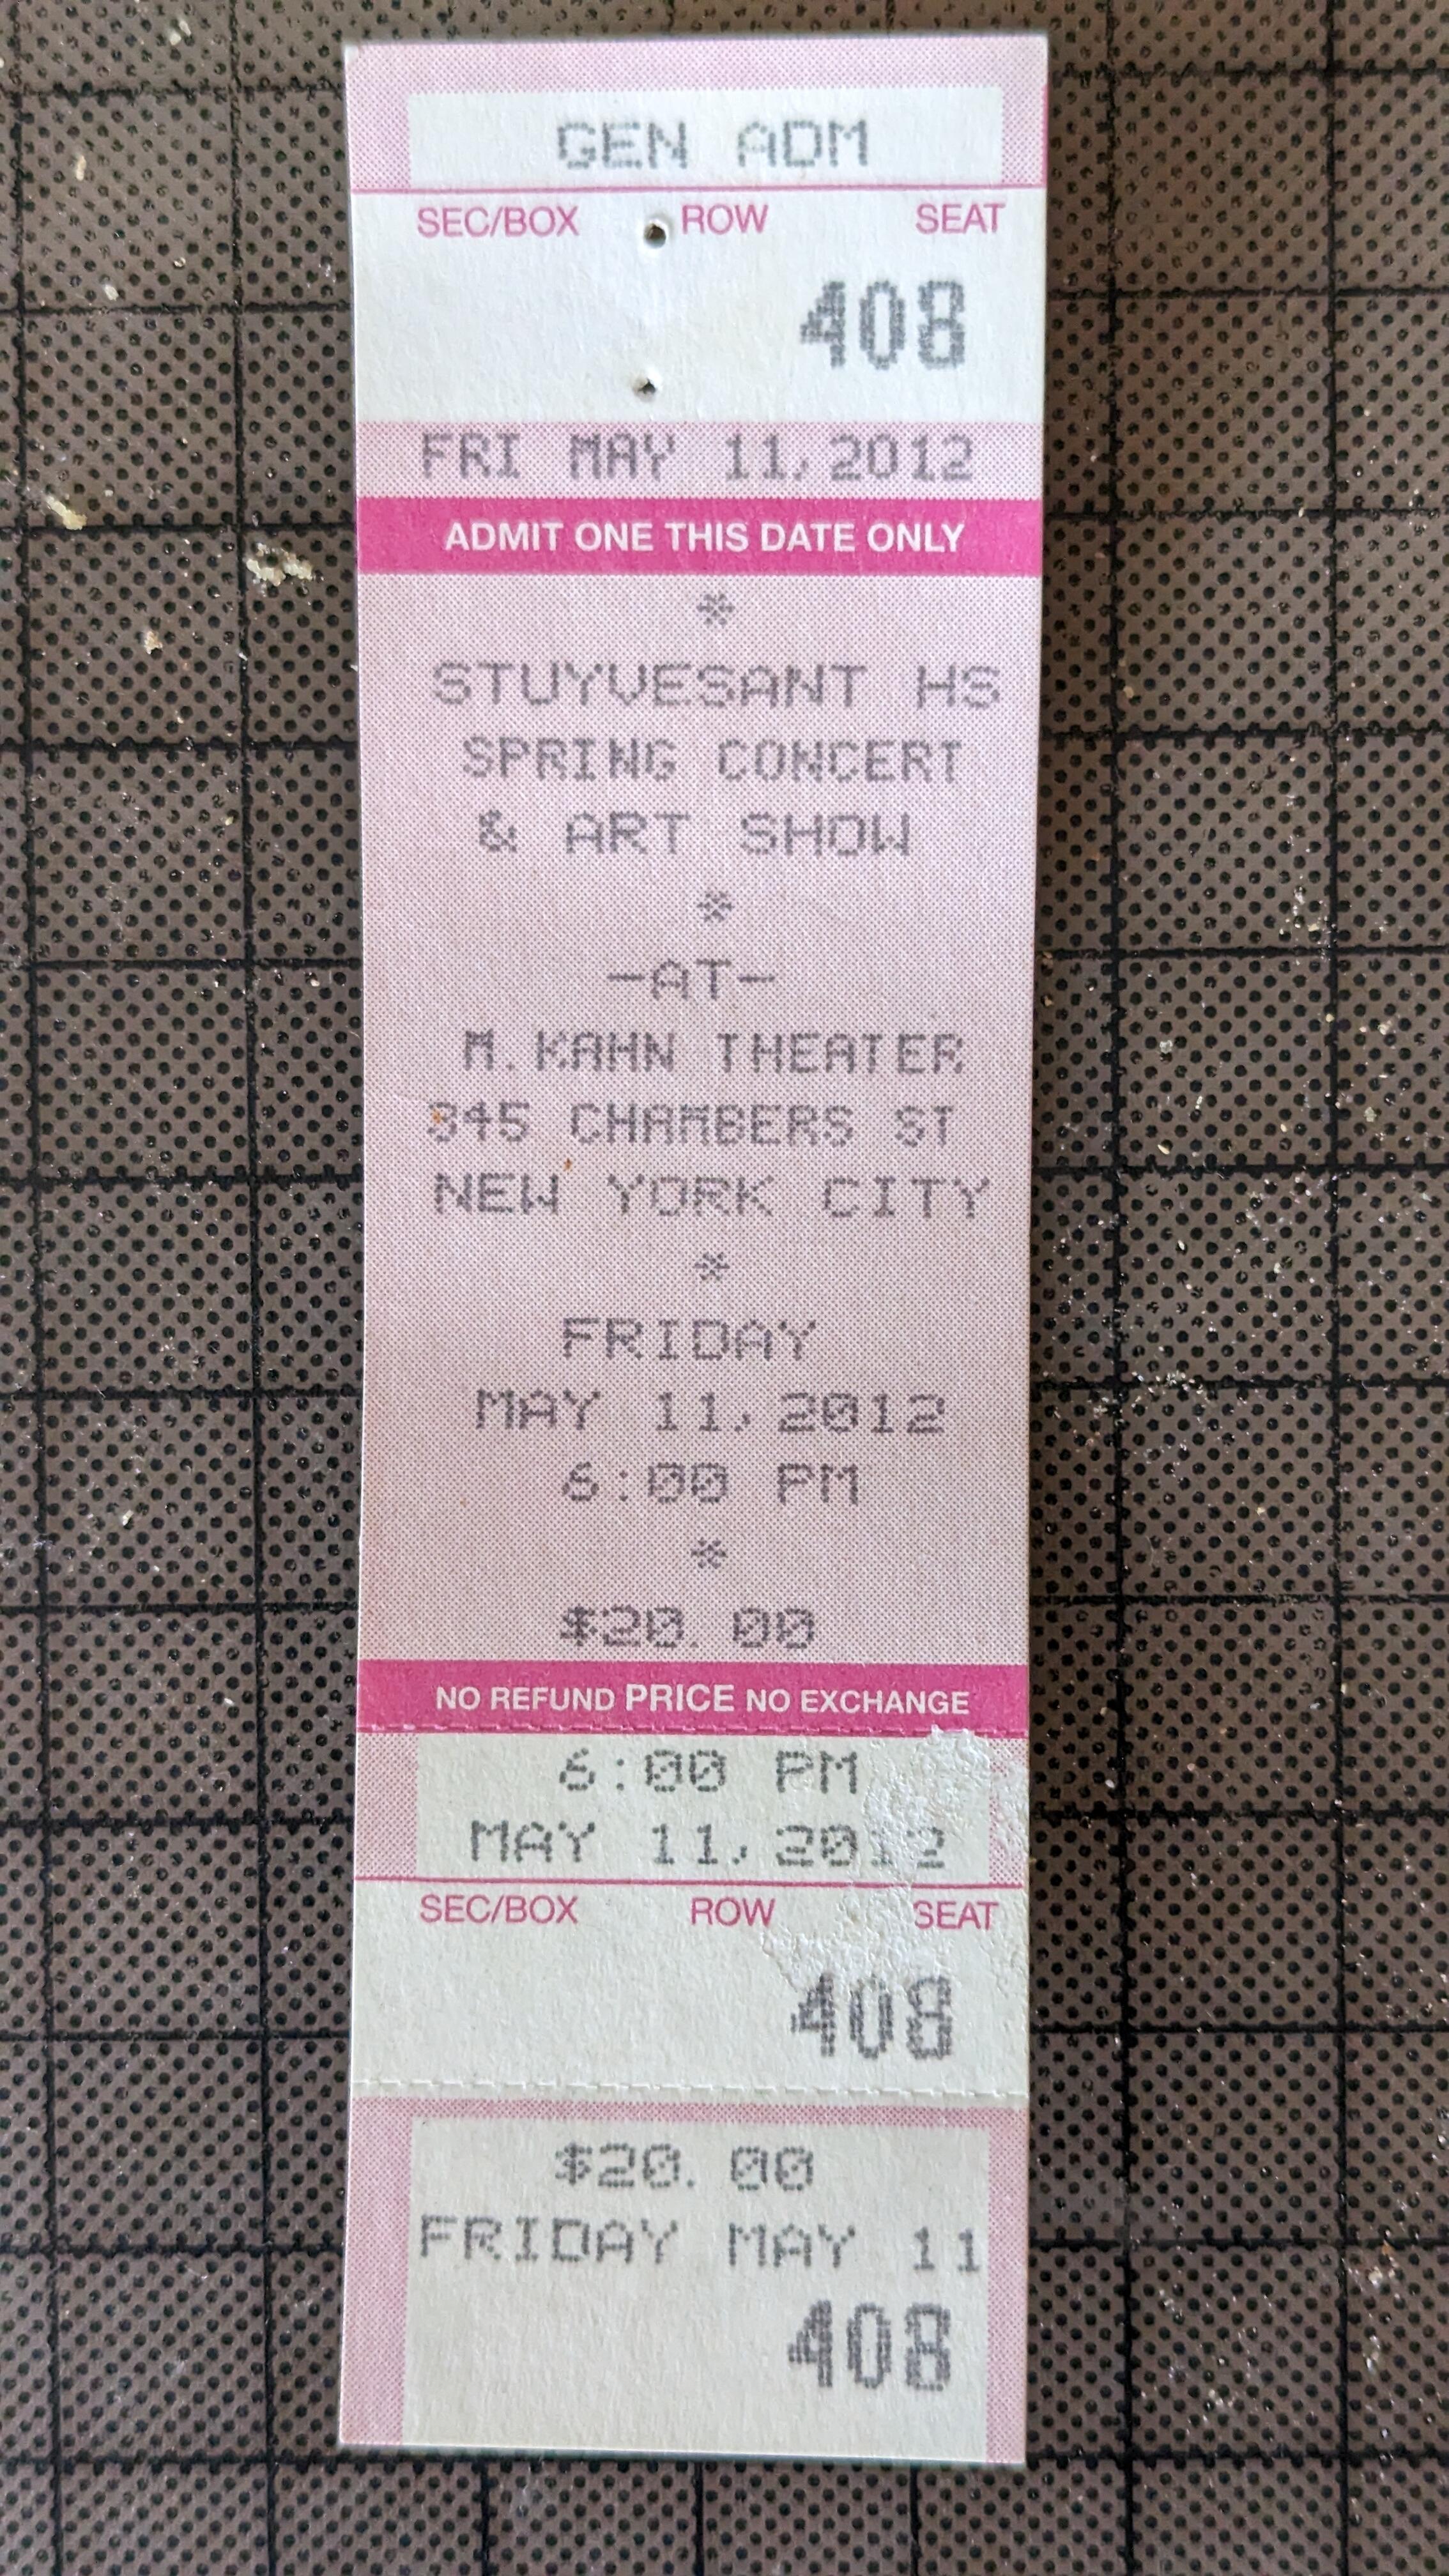 GEN ADM
SEC/BOX ROW SEAT
408
FRI MAY 11,2012
ADMIT ONE THIS DATE ONLY
*
STUYVESANT HS
SPRING CONCERT
& ART SHOW
*
-AT-
M.KAHN THEATER
345 CHAMBERS ST
NEW YORK CITY
*
FRIDAY
MAY 11,2012
6:00 PM
*
$20.00
NO REFUND PRICE NO EXCHANGE
6:00 PM
MAY 11,2012
SEC/BOX ROW SEAT
408
$20.00
FRIDAY MAY 11
408